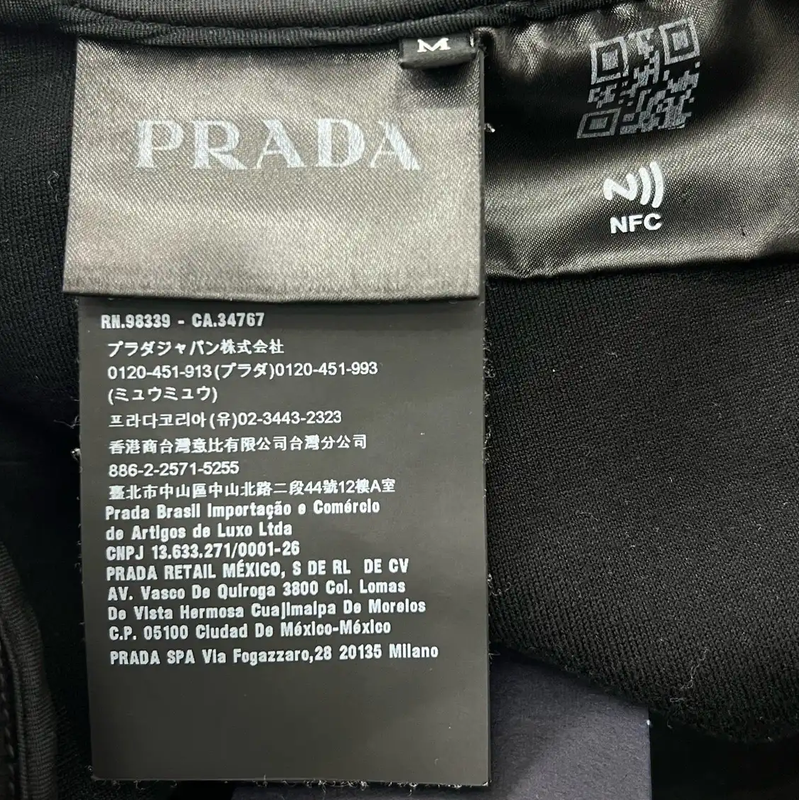 M
PRADA
NFC
RN.98339 - CA.34767
プラダジャパン株式会社
0120-451-913(プラダ)0120-451-993
(ミュウミュウ)
프라다코리아(유)02-3443-2323
香港商台灣意比有限公司台灣分公司
886-2-2571-5255
臺北市中山區中山北路二段44號12樓A室
Prada Brasil Importação e Comércio
de Artigos de Luxo Ltda
CNPJ 13.633.271/0001-26
PRADA RETAIL MÉXICO, S DE RL DE CV
AV. Vasco De Quiroga 3800 Col. Lomas
De Vista Hermosa Cuajimalpa De Morelos
C.P. 05100 Ciudad De México-México
PRADA SPA Via Fogazzaro,28 20135 Milano